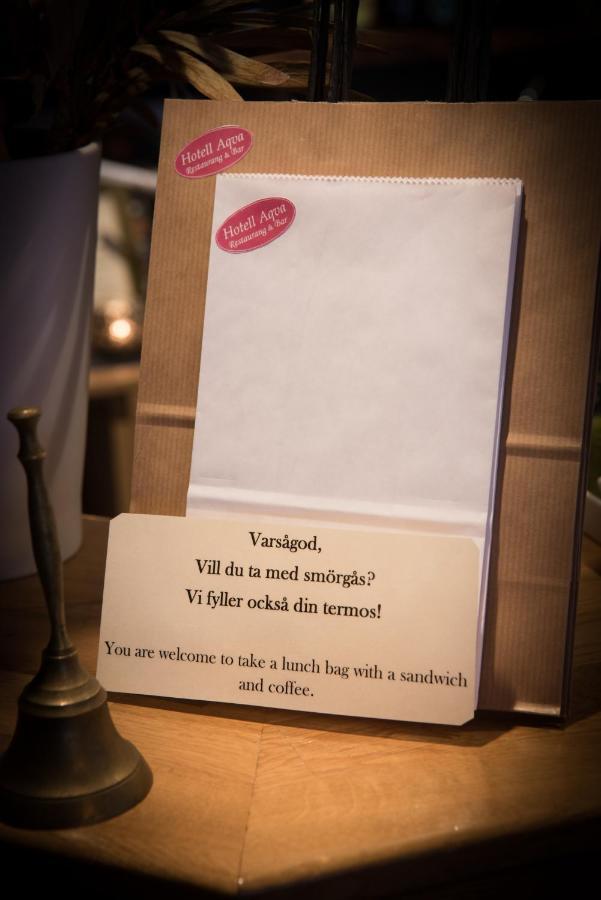 Hotell Aqva
Restaurang & Bar
Hotell Aqva
Restaurang & Bar
Varsågod,
Vill du ta med smörgås?
Vi fyller också din termos!
You are welcome to take a lunch bag with a sandwich
and coffee.